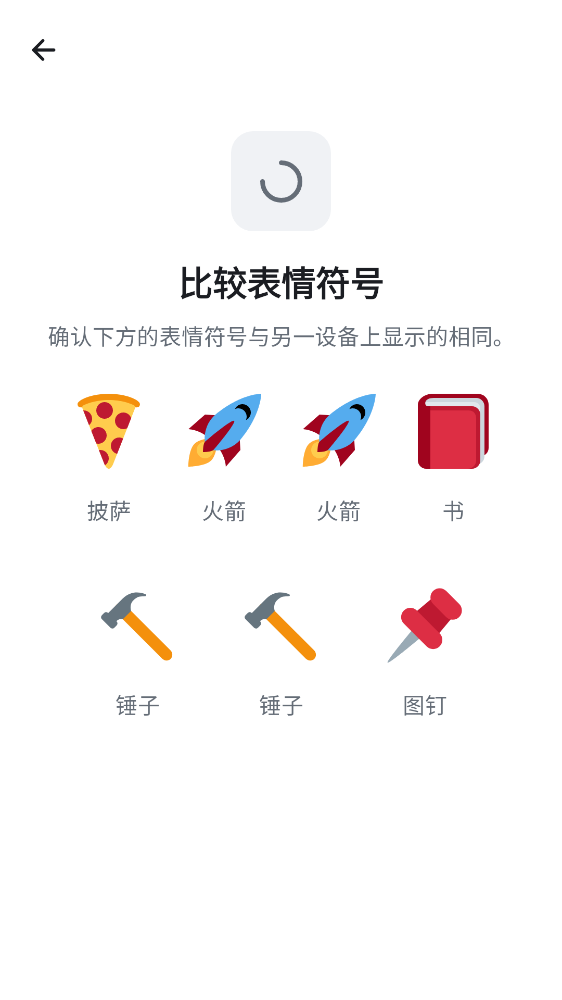 比较表情符号
确认下方的表情符号与另一设备上显示的相同。
披萨 火箭 火箭 书
锤子 锤子 图钉